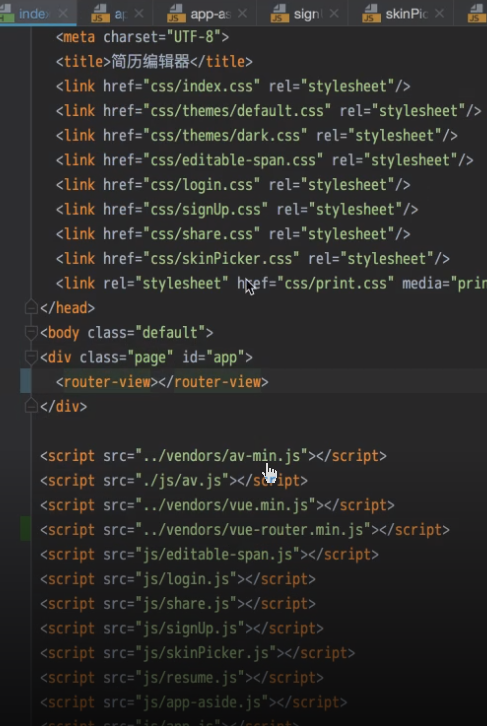 index ap app-as sign skinPic
<meta charset="UTF-8">
<title>简历编辑器</title>
<link href="css/index.css" rel="stylesheet"/>
<link href="css/themes/default.css" rel="stylesheet"/>
<link href="css/themes/dark.css" rel="stylesheet"/>
<link href="css/editable-span.css" rel="stylesheet"/>
<link href="css/login.css" rel="stylesheet"/>
<link href="css/signUp.css" rel="stylesheet"/>
<link href="css/share.css" rel="stylesheet"/>
<link href="css/skinPicker.css" rel="stylesheet"/>
<link rel="stylesheet" href="css/print.css" media="prin
</head>
<body class="default">
<div class="page" id="app">
<router-view></router-view>
</div>
<script src="../vendors/av-min.js"></script>
<script src="./js/av.js"></script>
<script src="../vendors/vue.min.js"></script>
<script src="../vendors/vue-router.min.js"></script>
<script src="js/editable-span.js"></script>
<script src="js/login.js"></script>
<script src="js/share.js"></script>
<script src="js/signUp.js"></script>
<script src="js/skinPicker.js"></script>
<script src="js/resume.js"></script>
<script src="js/app-aside.js"></script>